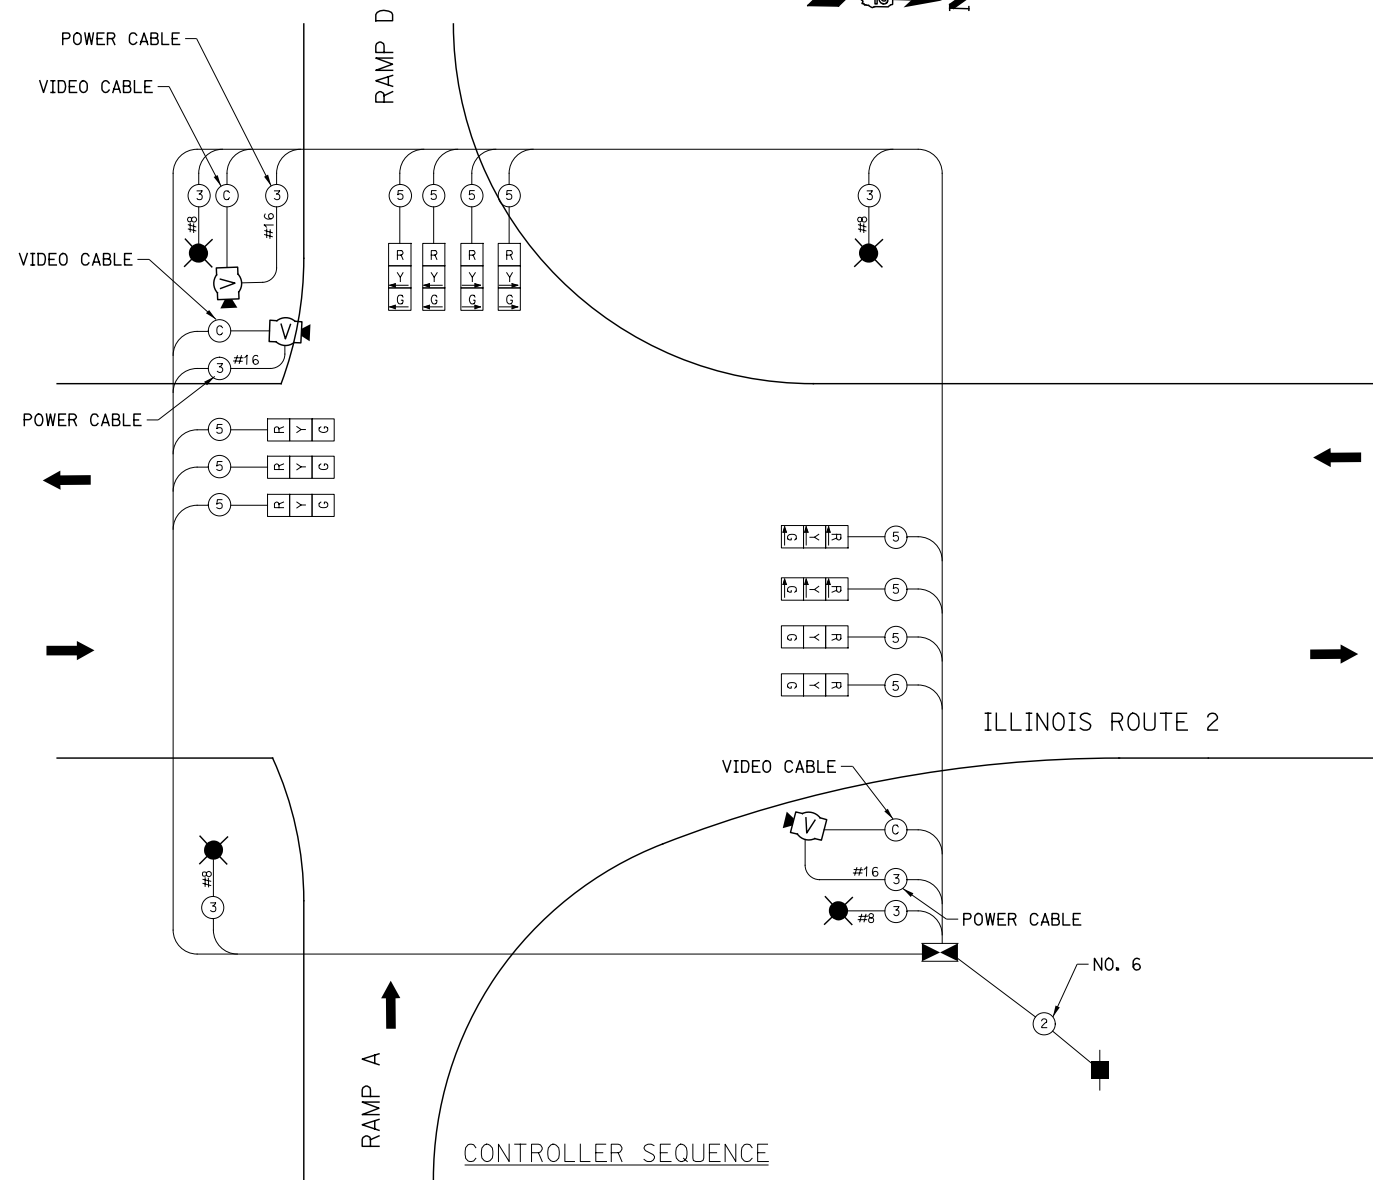 N
RAMP D
POWER CABLE
VIDEO CABLE
3 C 3 5 5 5 5 3
#8 #16 #8
R R R R
Y Y Y Y
G G G G
V
VIDEO CABLE
C V
3 #16
POWER CABLE
5 R Y G
5 R Y G
5 R Y G
G Y R 5
G Y R 5
G Y R 5
G Y R 5
ILLINOIS ROUTE 2
VIDEO CABLE
V C
#16 3
#8 3
POWER CABLE
#8
3
NO. 6
2
RAMP A
CONTROLLER SEQUENCE